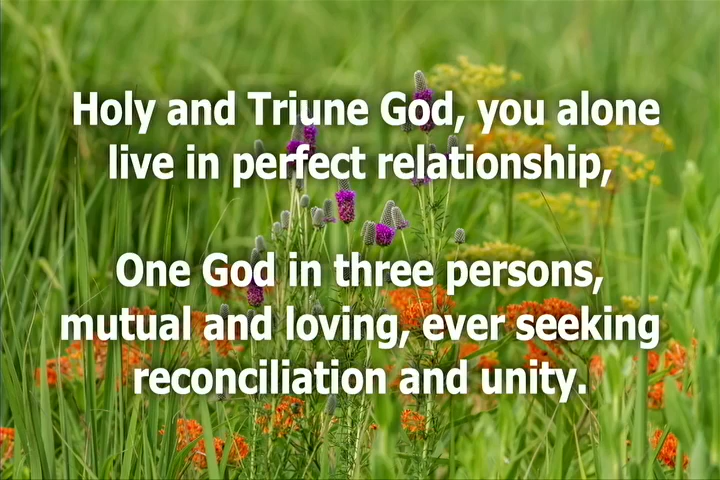 Holy and Triune God, you alone
live in perfect relationship,
One God in three persons,
mutual and loving, ever seeking
reconciliation and unity.